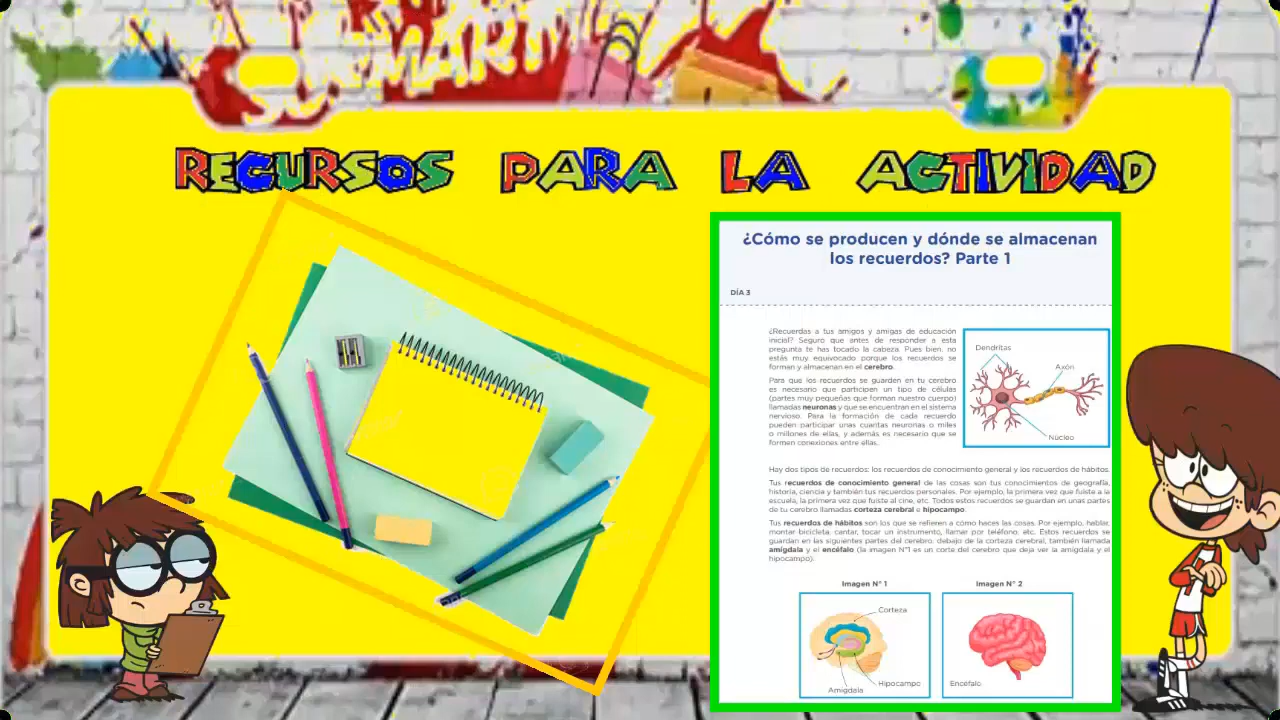 RECURSOS PARA LA ACTIVIDAD
¿Cómo se producen y dónde se almacenan
los recuerdos? Parte 1
DÍA 3
¿Recuerdas a tus amigos y amigas de educación
inicial? Seguro que antes de responder a esta
pregunta te has tocado la cabeza. Pues bien, no
estás muy equivocado porque los recuerdos se
forman y almacenan en el cerebro.
Para que los recuerdos se guarden en tu cerebro
es necesario que participen un tipo de células
(partes muy pequeñas que forman nuestro cuerpo)
llamadas neuronas y que se encuentran en el sistema
nervioso. Para la formación de cada recuerdo
pueden participar unas cuantas neuronas o miles
o millones de ellas, y además es necesario que se
formen conexiones entre ellas.
Dendritas
Axón
Núcleo
Hay dos tipos de recuerdos: los recuerdos de conocimiento general y los recuerdos de hábitos.
Tus recuerdos de conocimiento general de las cosas son tus conocimientos de geografía,
historia, ciencia y también tus recuerdos personales. Por ejemplo, la primera vez que fuiste a la
escuela, la primera vez que fuiste al cine, etc. Todos estos recuerdos se guardan en unas partes
de tu cerebro llamadas corteza cerebral e hipocampo.
Tus recuerdos de hábitos son los que se refieren a cómo haces las cosas. Por ejemplo, hablar,
montar bicicleta, cantar, tocar un instrumento, llamar por teléfono, etc. Estos recuerdos se
guardan en las siguientes partes del cerebro: debajo de la corteza cerebral, también llamada
amígdala y el encéfalo (la imagen N°1 es un corte del cerebro que deja ver la amígdala y el
hipocampo).
Imagen N° 1
Imagen N° 2
Corteza
Hipocampo
Amígdala
Encéfalo